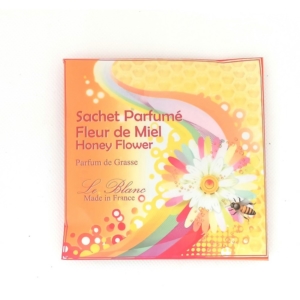 Sachet Parfumé
Fleur de Miel
Honey Flower
Parfum de Grasse
Le Blanc
Made in France